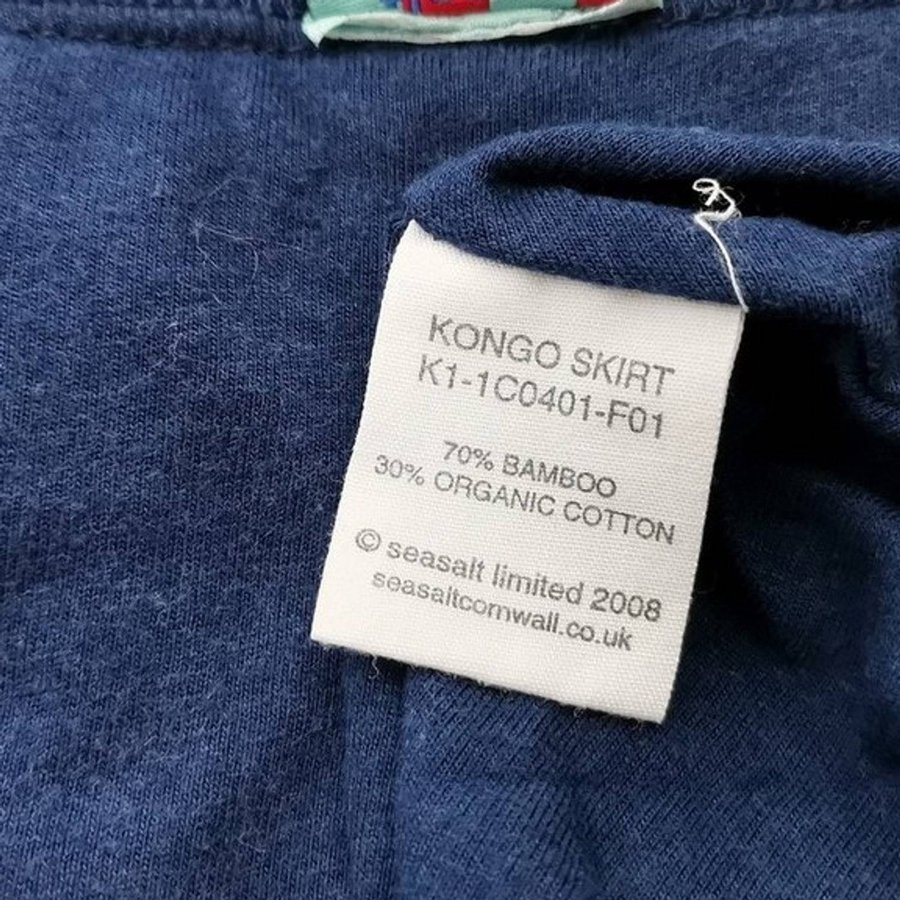 KONGO SKIRT
K1-1C0401-F01
70% BAMBOO
30% ORGANIC COTTON
© seasalt limited 2008
seasaltcornwall.co.uk